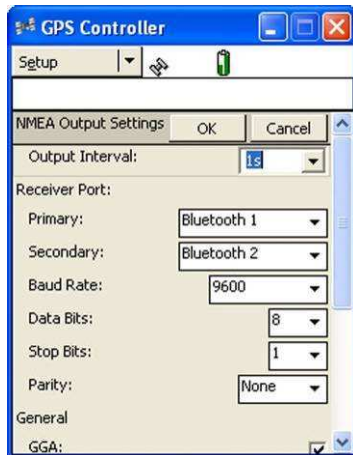 GPS Controller
Setup
NMEA Output Settings OK Cancel
Output Interval: 1s
Receiver Port:
Primary: Bluetooth 1
Secondary: Bluetooth 2
Baud Rate: 9600
Data Bits: 8
Stop Bits: 1
Parity: None
General
GGA: